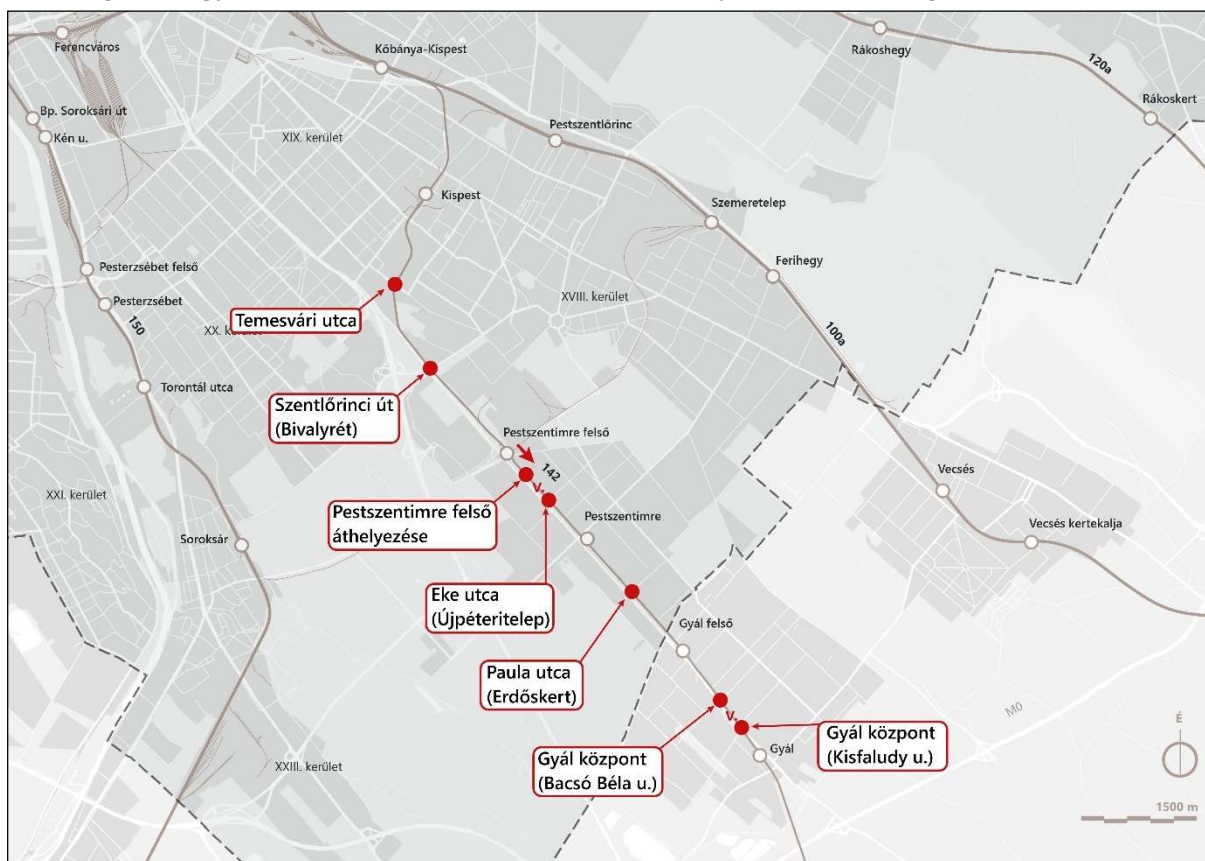 Ferencváros
Kőbánya-Kispest
Rákoshegy
120a
Rákoskert
Bp. Soroksári út
Kén u.
XIX. kerület
Pestszentlőrinc
Kispest
Szemeretelep
Ferihegy
Pesterzsébet felső
Pesterzsébet
150
XX. kerület
Temesvári utca
XVIII. kerület
100a
Torontál utca
Szentlőrinci út
(Bivalyrét)
Pestszentimre felső
142
v.
Vecsés
XXI. kerület
Pestszentimre felső
áthelyezése
Pestszentimre
Vecsés kertekalja
Soroksár
Eke utca
(Újpéteritelep)
Gyál felső
Paula utca
(Erdőskert)
v.
M0
É
Gyál
Gyál központ
(Kisfaludy u.)
Gyál központ
(Bacsó Béla u.)
XXIII. kerület
1500 m